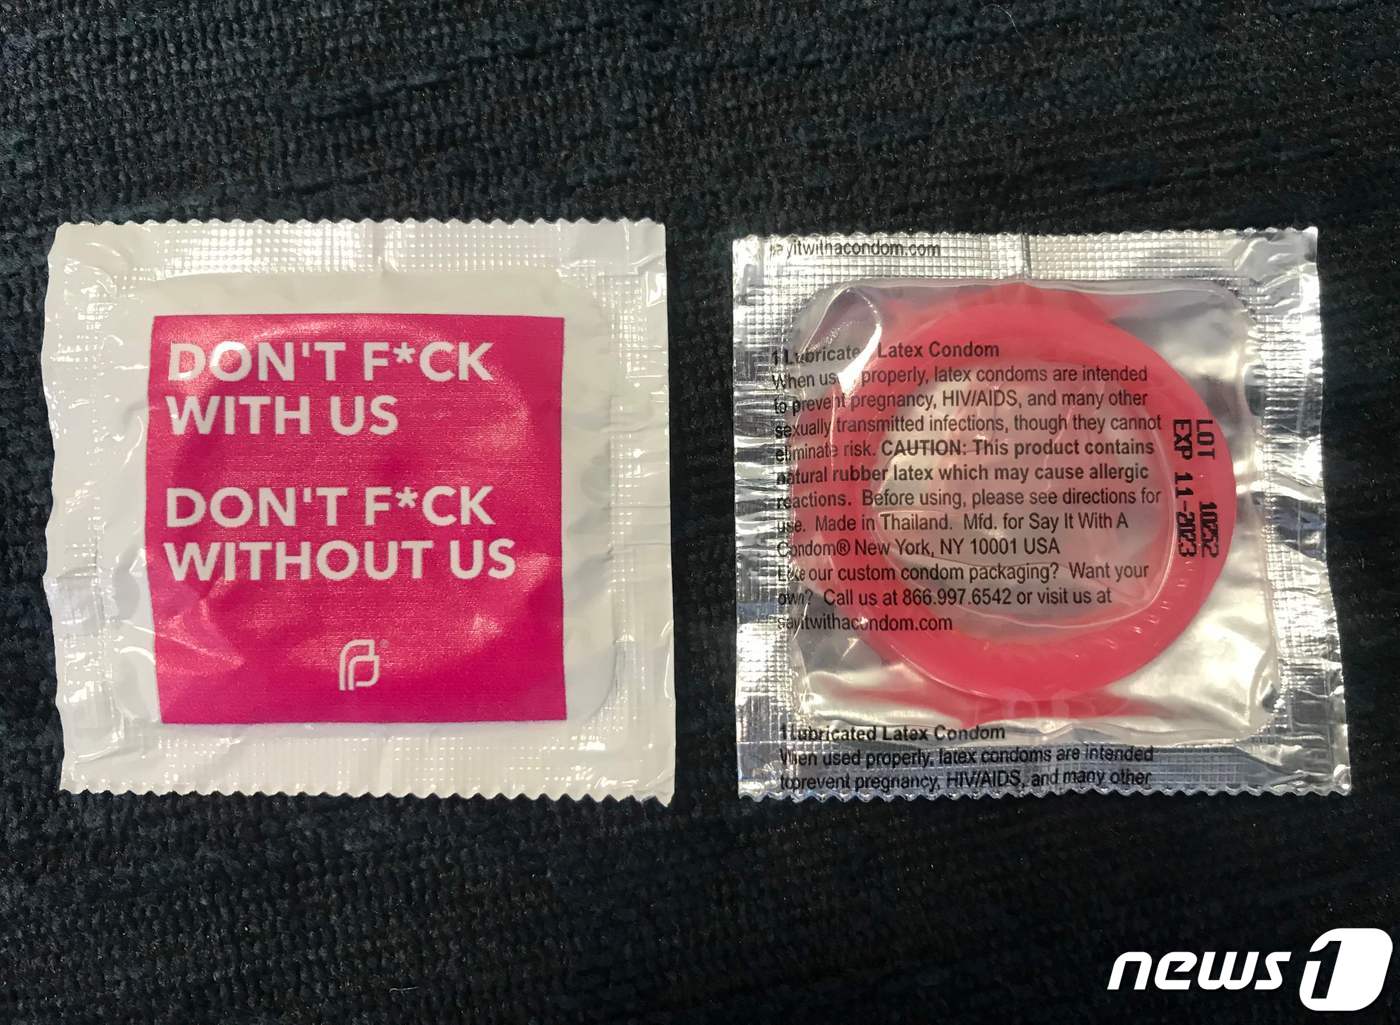 DON'T F*CK
WITH US
DON'T F*CK
WITHOUT US
®
sayitwithacondom.com
1 Lubricated Latex Condom
When used properly, latex condoms are intended
to prevent pregnancy, HIV/AIDS, and many other
sexually transmitted infections, though they cannot
eliminate risk. CAUTION: This product contains
natural rubber latex which may cause allergic
reactions. Before using, please see directions for
use. Made in Thailand. Mfd. for Say It With A
Condom® New York, NY 10001 USA
Like our custom condom packaging? Want your
own? Call us at 866.997.6542 or visit us at
sayitwithacondom.com
LOT 10252
EXP 11-2023
1 Lubricated Latex Condom
When used properly, latex condoms are intended
to prevent pregnancy, HIV/AIDS, and many other
news1